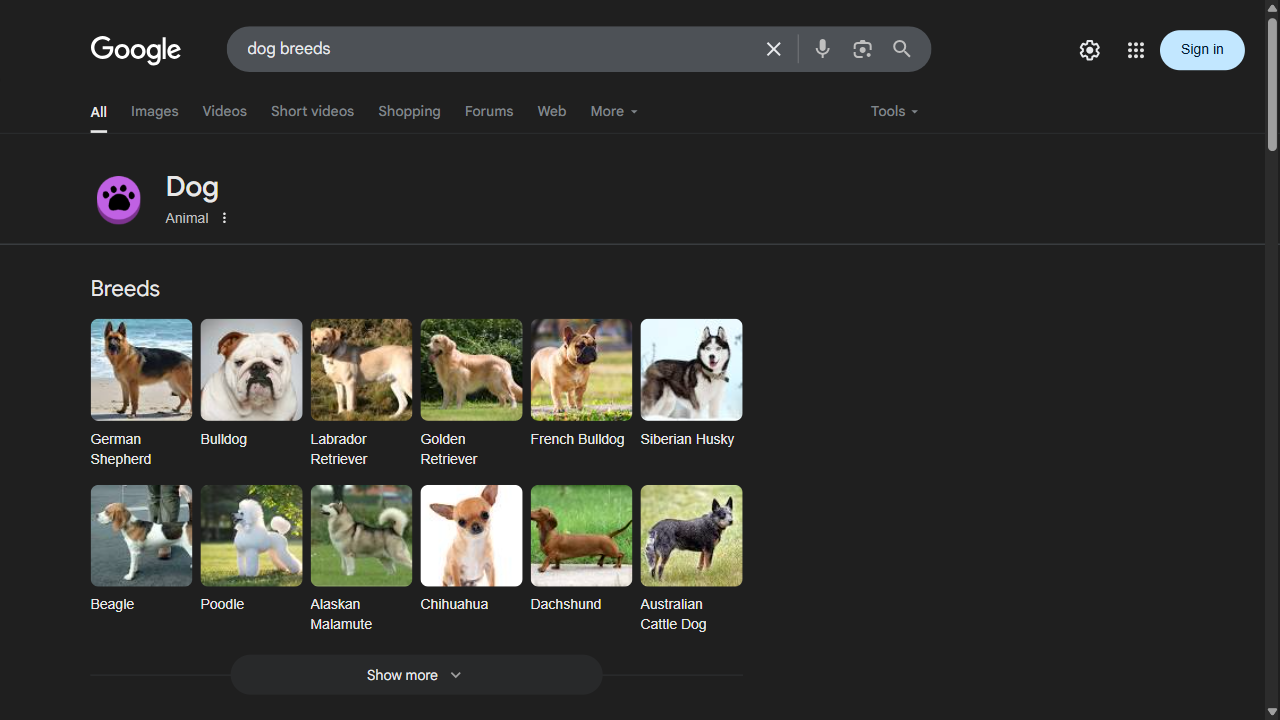 Google
dog breeds
Sign in
All
Images
Videos
Short videos
Shopping
Forums
Web
More
Tools
Dog
Animal
Breeds
German
Shepherd
Bulldog
Labrador
Retriever
Golden
Retriever
French Bulldog
Siberian Husky
Beagle
Poodle
Alaskan
Malamute
Chihuahua
Dachshund
Australian
Cattle Dog
Show more